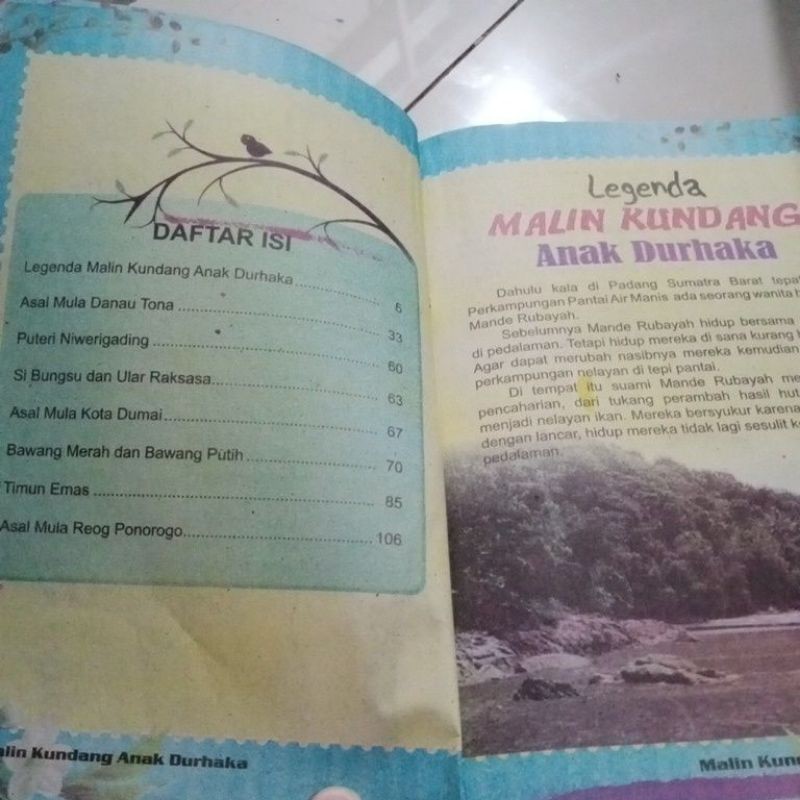 DAFTAR ISI
Legenda Malin Kundang Anak Durhaka 6
Asal Mula Danau Tona 33
Puteri Niwerigading 60
Si Bungsu dan Ular Raksasa 63
Asal Mula Kota Dumai 67
Bawang Merah dan Bawang Putih 70
Timun Emas 85
Asal Mula Reog Ponorogo 106
Kundang Anak Durhaka
Legenda
MALIN KUNDANG
Anak Durhaka
Dahulu kala di Padang Sumatra Barat
Perkampungan Pantai Air Manis ada seorang wanita
Mande Rubayah.
Sebelumnya Mande Rubayah hidup bersama
di pedalaman. Tetapi hidup mereka di sana kurang
Agar dapat merubah nasibnya mereka kemudian
perkampungan nelayan di tepi pantai.
Di tempat itu suami Mande Rubayah
pencaharian, dari tukang perambah hasil
menjadi nelayan ikan. Mereka bersyukur karena
dengan lancar, hidup mereka tidak lagi sesulit
pedalaman.
Malin